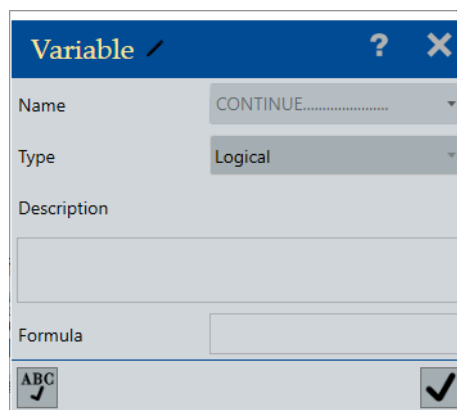 Variable ?
Name CONTINUE......................
Type Logical
Description
Formula
ABC